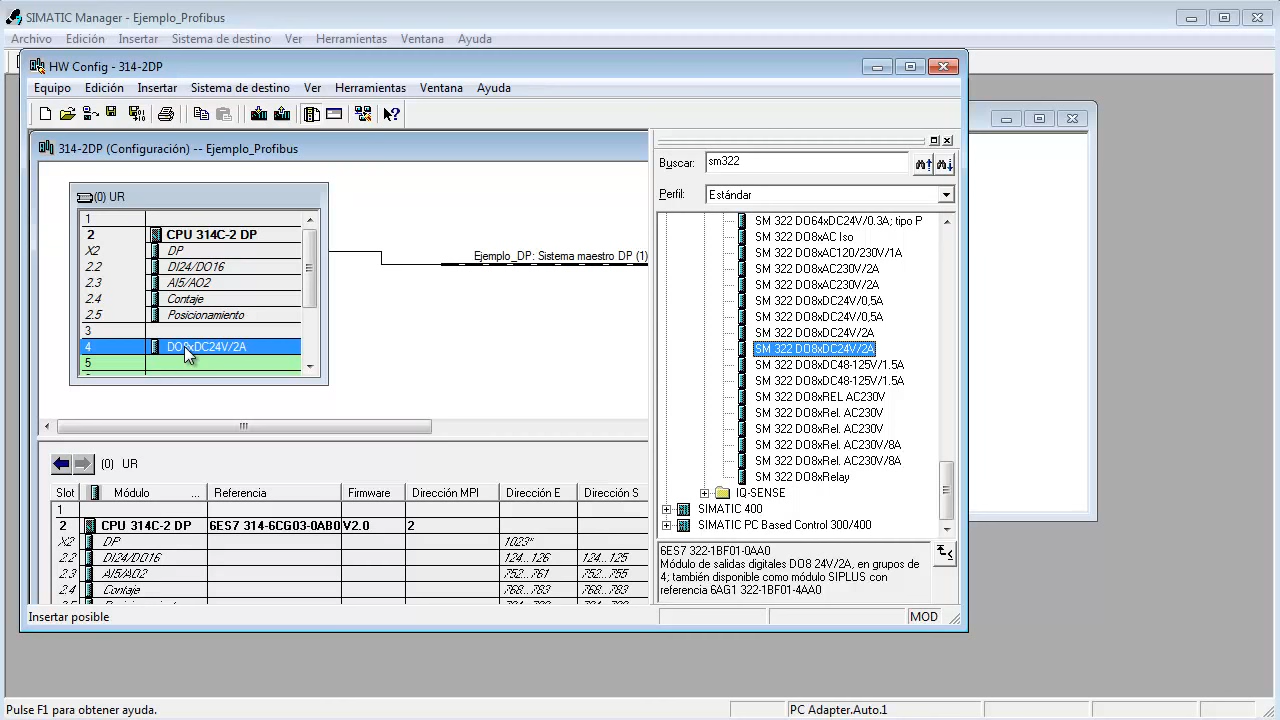 SIMATIC Manager - Ejemplo_Profibus
Archivo Edición Insertar Sistema de destino Ver Herramientas Ventana Ayuda
HW Config - 314-2DP
Equipo Edición Insertar Sistema de destino Ver Herramientas Ventana Ayuda
314-2DP (Configuración) -- Ejemplo_Profibus
(0) UR
1
2 CPU 314C-2 DP
X2 DP
2.2 DI24/DO16
2.3 AI5/AO2
2.4 Contaje
2.5 Posicionamiento
3
4 DO8xDC24V/2A
5
Ejemplo_DP: Sistema maestro DP (1)
(0) UR
Slot Módulo ... Referencia Firmware Dirección MPI Dirección E Dirección S
1
2 CPU 314C-2 DP 6ES7 314-6CG03-0AB0 V2.0 2
X2 DP 1023*
2.2 DI24/DO16 124...126 124...125
2.3 AI5/AO2 752...761 752...755
2.4 Contaje 768...783 768...783
Buscar: sm322
Perfil: Estándar
SM 322 DO64xDC24V/0.3A; tipo P
SM 322 DO8xAC Iso
SM 322 DO8xAC120/230V/1A
SM 322 DO8xAC230V/2A
SM 322 DO8xAC230V/2A
SM 322 DO8xDC24V/0,5A
SM 322 DO8xDC24V/0,5A
SM 322 DO8xDC24V/2A
SM 322 DO8xDC24V/2A
SM 322 DO8xDC48-125V/1.5A
SM 322 DO8xDC48-125V/1.5A
SM 322 DO8xREL AC230V
SM 322 DO8xRel. AC230V
SM 322 DO8xRel. AC230V
SM 322 DO8xRel. AC230V/8A
SM 322 DO8xRel. AC230V/8A
SM 322 DO8xRelay
IQ-SENSE
SIMATIC 400
SIMATIC PC Based Control 300/400
6ES7 322-1BF01-0AA0
Módulo de salidas digitales DO8 24V/2A, en grupos de
4; también disponible como módulo SIPLUS con
referencia 6AG1 322-1BF01-4AA0
Insertar posible
MOD
Pulse F1 para obtener ayuda.
PC Adapter.Auto.1